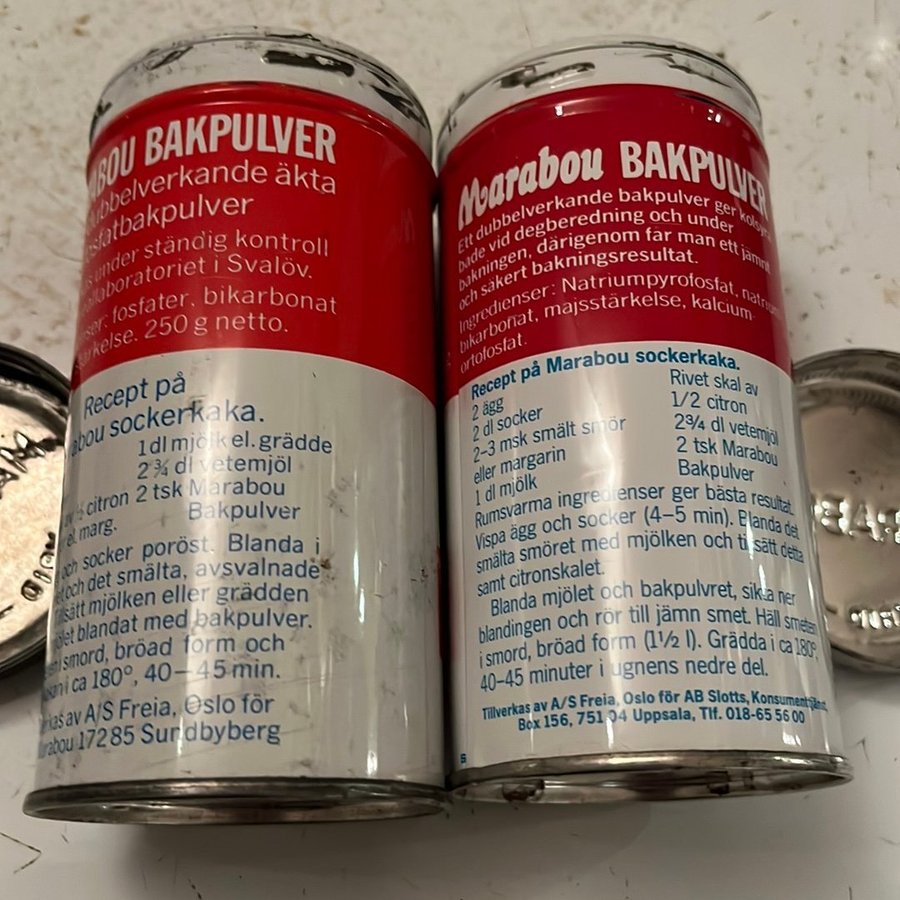 BAKPULVER
dubbelverkande äkta
fosfatbakpulver
under ständig kontroll
laboratoriet i Svalöv.
fosfater, bikarbonat
250 g netto.
Recept på
sockerkaka.
1 dl mjölk el. grädde
2 ¾ dl vetemjöl
½ citron 2 tsk Marabou
Bakpulver
el. marg.
och socker poröst. Blanda i
och det smälta, avsvalnade
mjölken eller grädden
blandat med bakpulver.
i smord, bröad form och
i ca 180°, 40–45 min.
av A/S Freia, Oslo för
Marabou 172 85 Sundbyberg
Marabou BAKPULVER
Ett dubbelverkande bakpulver ger
både vid degberedning och under
bakningen, därigenom får man ett jämnt
och säkert bakningsresultat.
Ingredienser: Natriumpyrofosfat, natrium-
bikarbonat, majsstärkelse, kalcium-
ortofosfat.
Recept på Marabou sockerkaka.
2 ägg
2 dl socker
2–3 msk smält smör
eller margarin
1 dl mjölk
Rivet skal av
1/2 citron
2¾ dl vetemjöl
2 tsk Marabou
Bakpulver
Rumsvarma ingredienser ger bästa resultat.
Vispa ägg och socker (4–5 min). Blanda det
smälta smöret med mjölken och tillsätt detta
samt citronskalet.
Blanda mjölet och bakpulvret, sikta ner
blandingen och rör till jämn smet. Häll smeten
i smord, bröad form (1½ l). Grädda i ca 180°,
40–45 minuter i ugnens nedre del.
Tillverkas av A/S Freia, Oslo för AB Slotts, Konsumenttjänst,
Box 156, 751 04 Uppsala, Tlf. 018-65 56 00